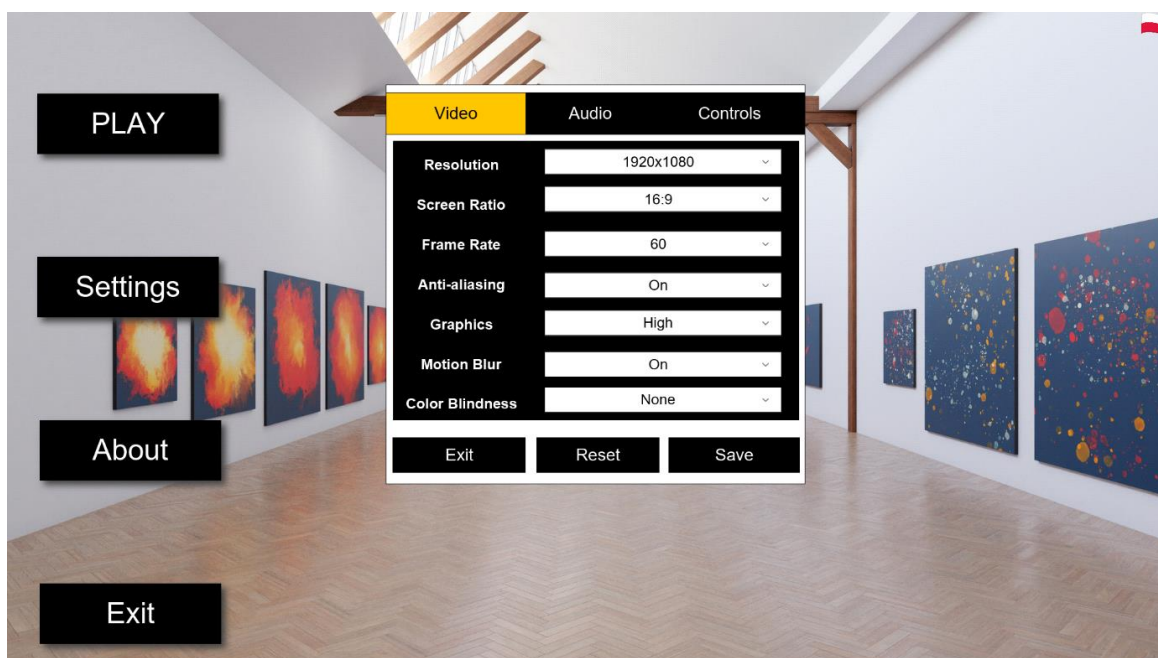 PLAY
Settings
About
Exit
Video Audio Controls
Resolution 1920x1080
Screen Ratio 16:9
Frame Rate 60
Anti-aliasing On
Graphics High
Motion Blur On
Color Blindness None
Exit Reset Save